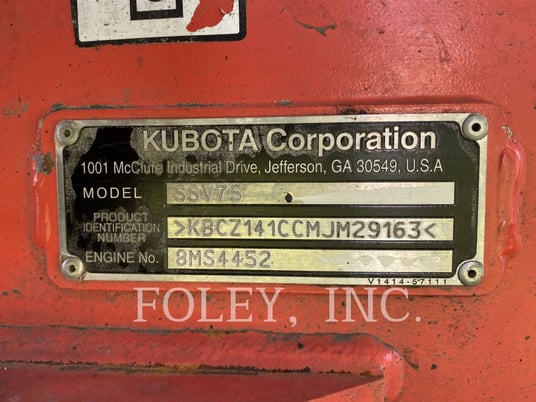 KUBOTA Corporation
1001 McClure Industrial Drive, Jefferson, GA 30549, U.S.A
MODEL SSV75
PRODUCT IDENTIFICATION NUMBER >KBCZ141CCMJM29163<
ENGINE No. 8MS4452
V1414-57111
FOLEY, INC.